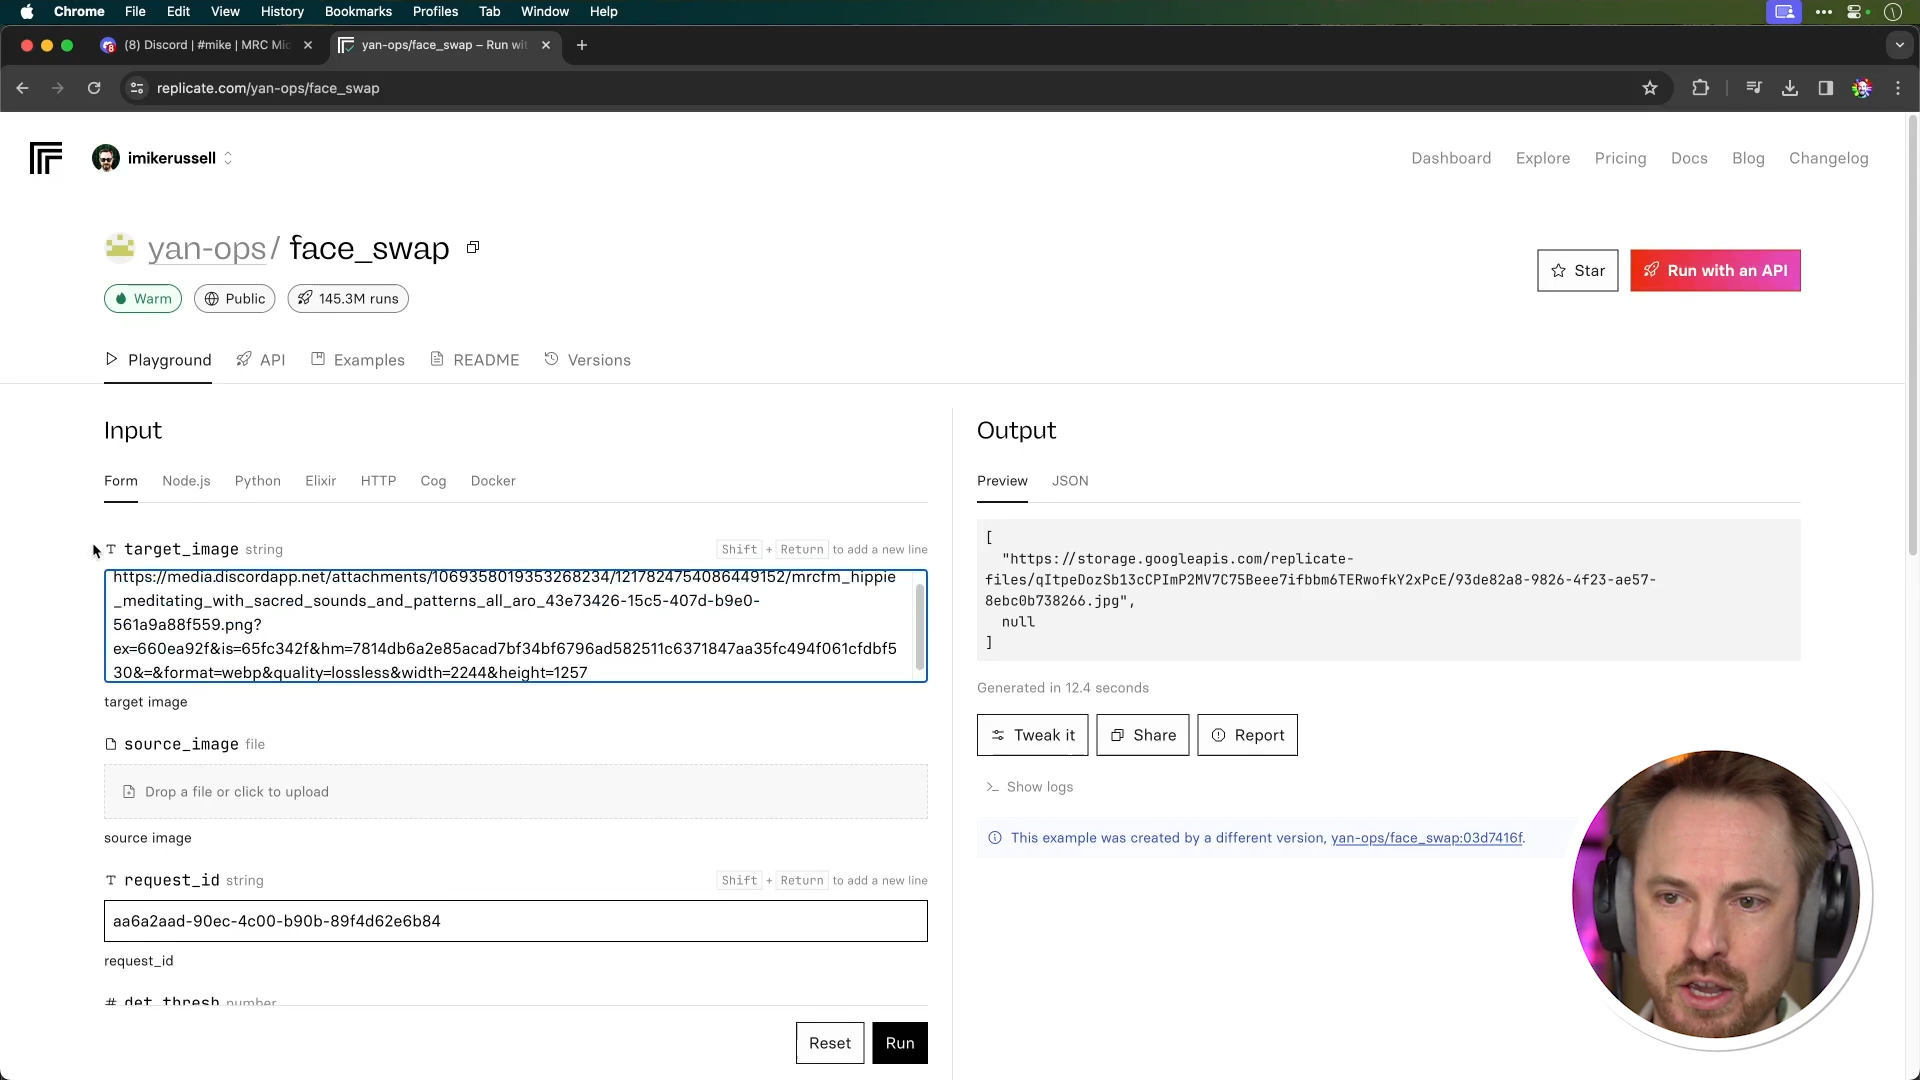 Chrome File Edit View History Bookmarks Profiles Tab Window Help
(8) Discord | #mike | MRC Mic
yan-ops/face_swap – Run wit
replicate.com/yan-ops/face_swap
imikerussell
Dashboard Explore Pricing Docs Blog Changelog
yan-ops/ face_swap
Star Run with an API
Warm Public 145.3M runs
Playground API Examples README Versions
Input
Form Node.js Python Elixir HTTP Cog Docker
target_image string
Shift + Return to add a new line
https://media.discordapp.net/attachments/1069358019353268234/1217824754086449152/mrcfm_hippie
_meditating_with_sacred_sounds_and_patterns_all_aro_43e73426-15c5-407d-b9e0-
561a9a88f559.png?
ex=660ea92f&is=65fc342f&hm=7814db6a2e85acad7bf34bf6796ad582511c6371847aa35fc494f061cfdbf5
30&=&format=webp&quality=lossless&width=2244&height=1257
target image
source_image file
Drop a file or click to upload
source image
request_id string
Shift + Return to add a new line
aa6a2aad-90ec-4c00-b90b-89f4d62e6b84
request_id
# det_thresh number
Reset Run
Output
Preview JSON
[
"https://storage.googleapis.com/replicate-
files/qItpeDozSb13cCPImP2MV7C75Beee7ifbbm6TERwofkY2xPcE/93de82a8-9826-4f23-ae57-
8ebc0b738266.jpg",
null
]
Generated in 12.4 seconds
Tweak it Share Report
Show logs
This example was created by a different version, yan-ops/face_swap:03d7416f.